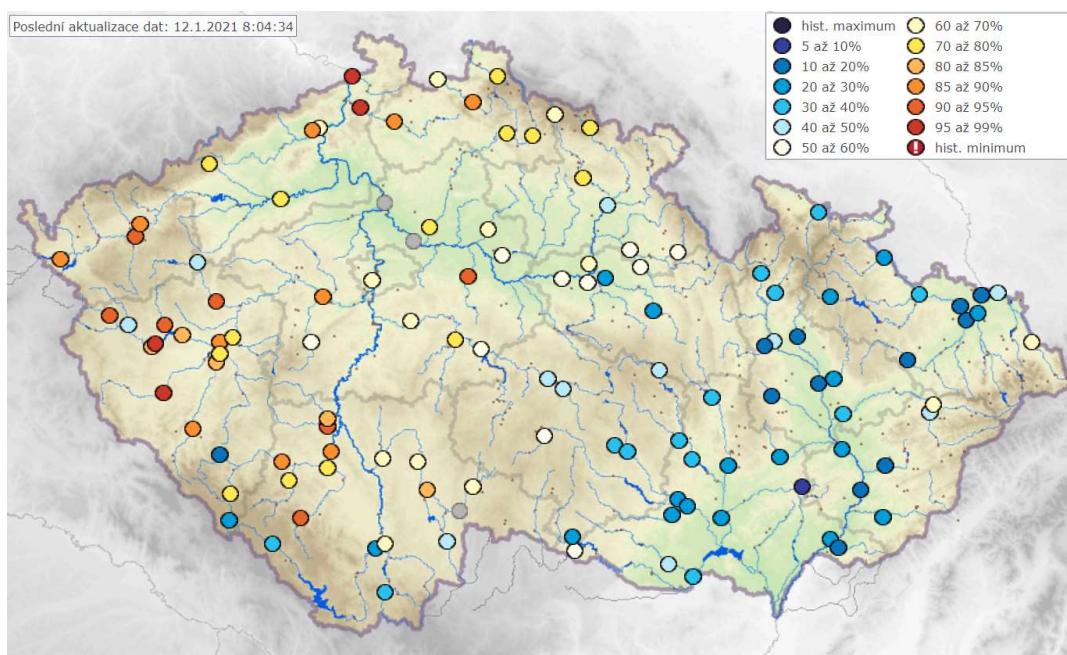 Poslední aktualizace dat: 12.1.2021 8:04:34
hist. maximum
5 až 10%
10 až 20%
20 až 30%
30 až 40%
40 až 50%
50 až 60%
60 až 70%
70 až 80%
80 až 85%
85 až 90%
90 až 95%
95 až 99%
hist. minimum